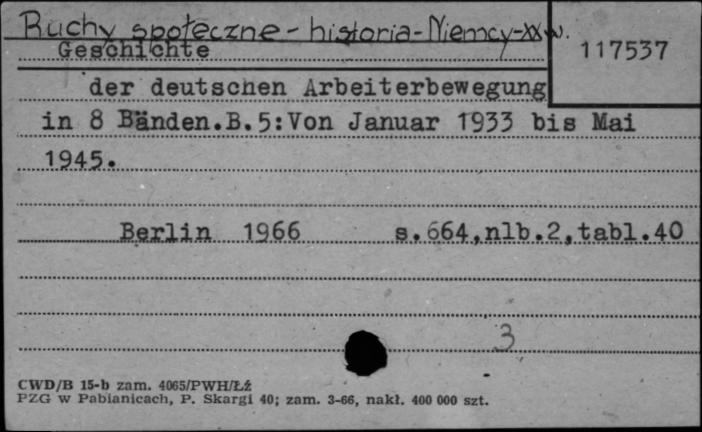 Ruchy społeczne - historia - Niemcy - XX w.
117537
Geschichte
der deutschen Arbeiterbewegung
in 8 Bänden.B.5:Von Januar 1933 bis Mai
1945.
Berlin 1966 s.664,nlb.2,tabl.40
3
CWD/B 15-b zam. 4065/PWH/Łż
PZG w Pabianicach, P. Skargi 40; zam. 3-66, nakł. 400 000 szt.